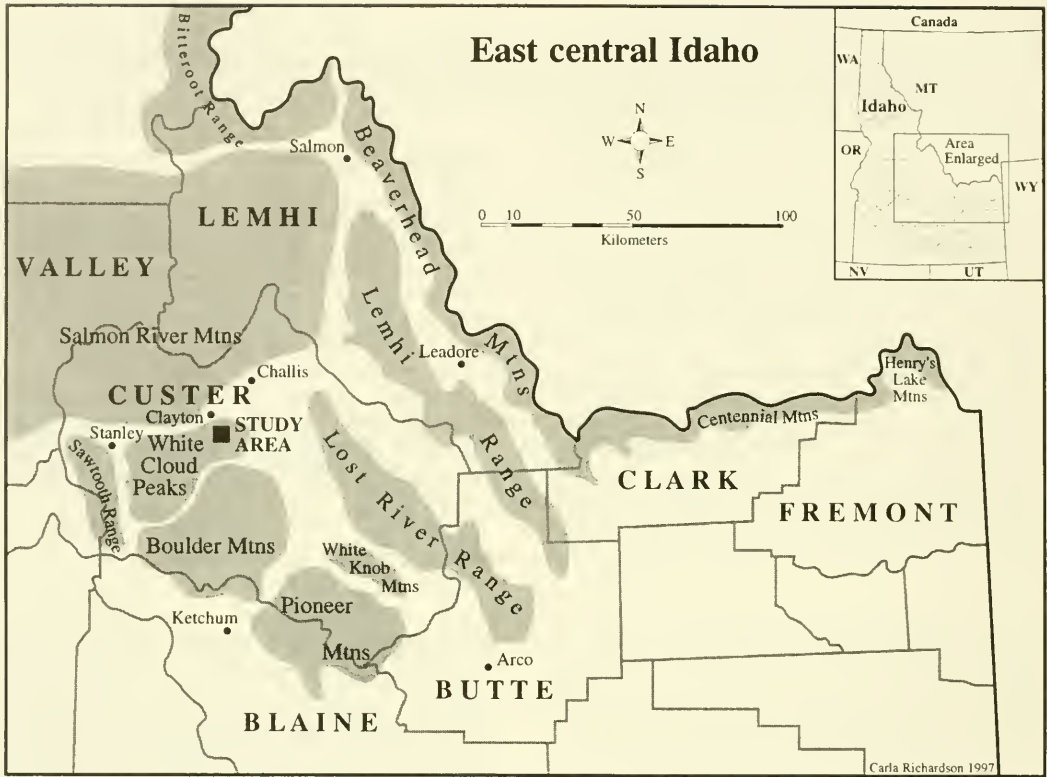 East central Idaho
Canada
WA
MT
Idaho
OR
Area
Enlarged
WY
NV
UT
N
W
E
S
0 10 50 100
Kilometers
Bitteroot Range
Salmon
Beaverhead
Mtns
LEMHI
VALLEY
Lemhi
Range
Salmon River Mtns
Leadore
Challis
CUSTER
Clayton
STUDY
AREA
Stanley
White
Cloud
Peaks
Sawtooth Range
Lost River
Range
Henry's
Lake
Mtns
Centennial Mtns
CLARK
FREMONT
Boulder Mtns
White
Knob
Mtns
Pioneer
Mtns
Ketchum
Arco
BUTTE
BLAINE
Carla Richardson 1997